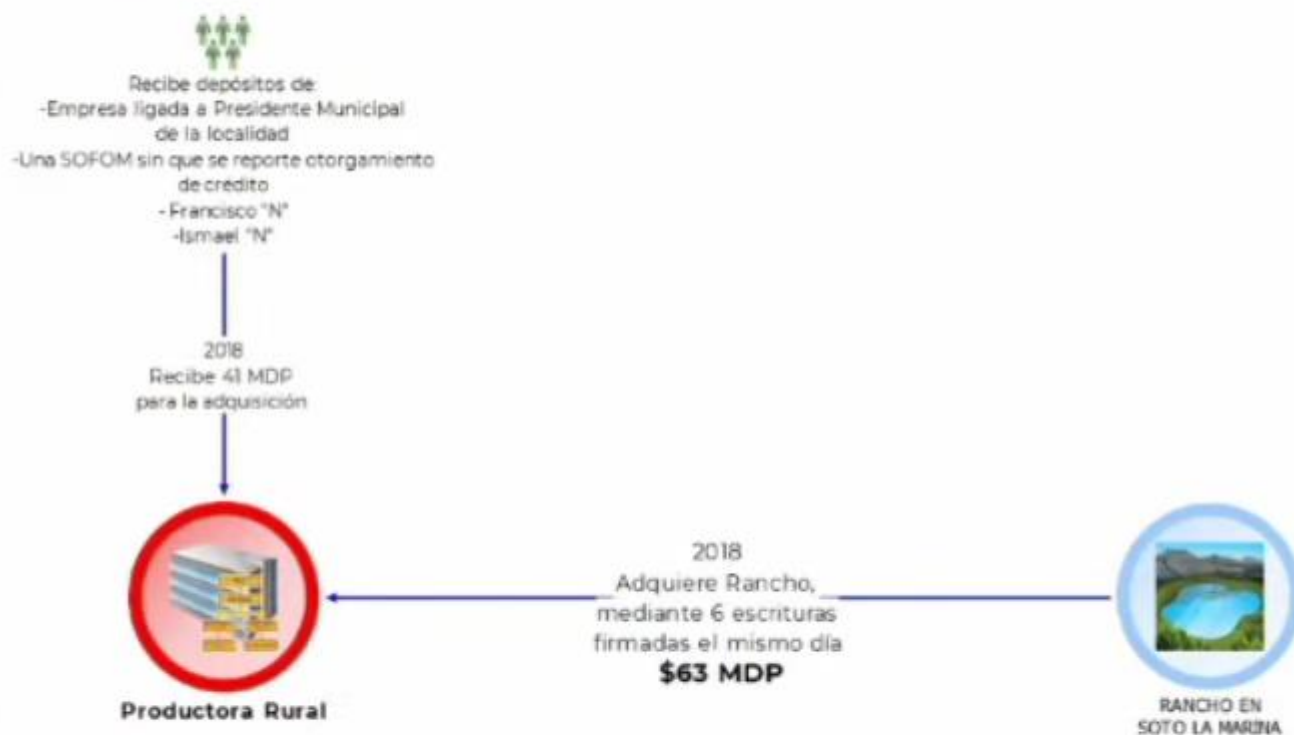 Recibe depósitos de:
-Empresa ligada a Presidente Municipal
de la localidad
-Una SOFOM sin que se reporte otorgamiento
de credito
- Francisco "N"
-Ismael "N"
2018
Recibe 41 MDP
para la adquisición
2018
Adquiere Rancho,
mediante 6 escrituras
firmadas el mismo día
$63 MDP
Productora Rural
RANCHO EN
SOTO LA MARINA